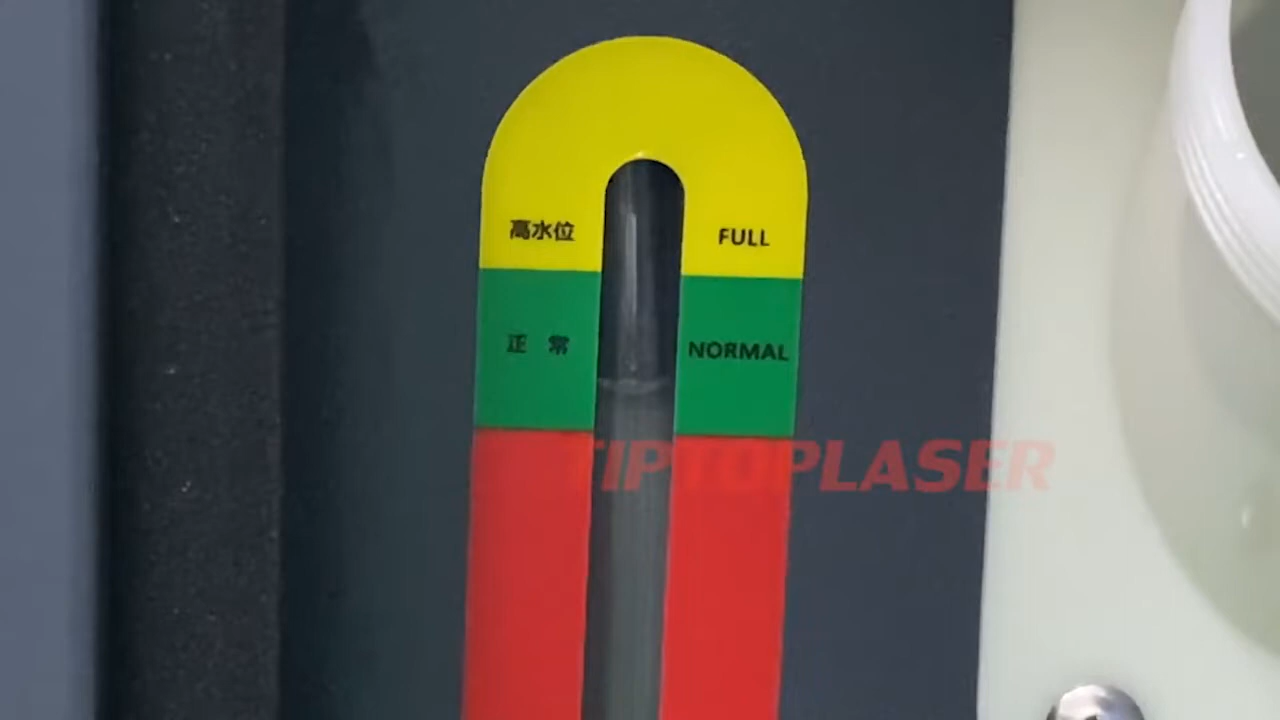 高水位 FULL
正 常 NORMAL
TIPTOPLASER